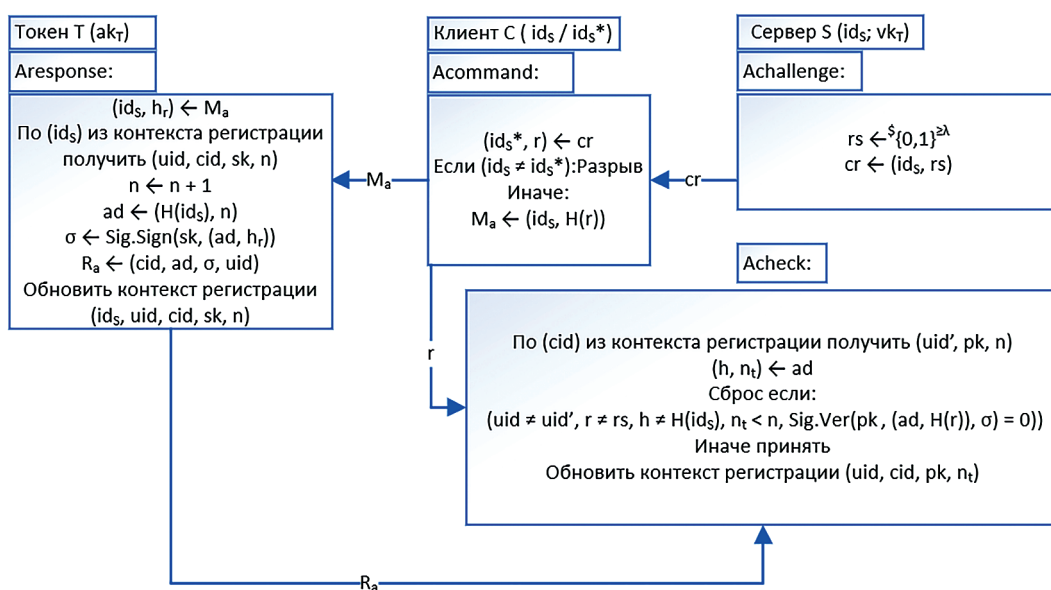 Токен T (akT)
Aresponse:
(idS, hr) ← Ma
По (idS) из контекста регистрации
получить (uid, cid, sk, n)
n ← n + 1
ad ← (H(idS), n)
σ ← Sig.Sign(sk, (ad, hr))
Ra ← (cid, ad, σ, uid)
Обновить контекст регистрации
(idS, uid, cid, sk, n)
Ma
Клиент C ( idS / idS*)
Acommand:
(idS*, r) ← cr
Если (idS ≠ idS*):Разрыв
Иначе:
Ma ← (idS, H(r))
cr
Сервер S (idS; vkT)
Achallenge:
rs ←${0,1}≥λ
cr ← (idS, rs)
r
Acheck:
По (cid) из контекста регистрации получить (uid’, pk, n)
(h, nt) ← ad
Сброс если:
(uid ≠ uid’, r ≠ rs, h ≠ H(idS), nt < n, Sig.Ver(pk , (ad, H(r)), σ) = 0))
Иначе принять
Обновить контекст регистрации (uid, cid, pk, nt)
Ra